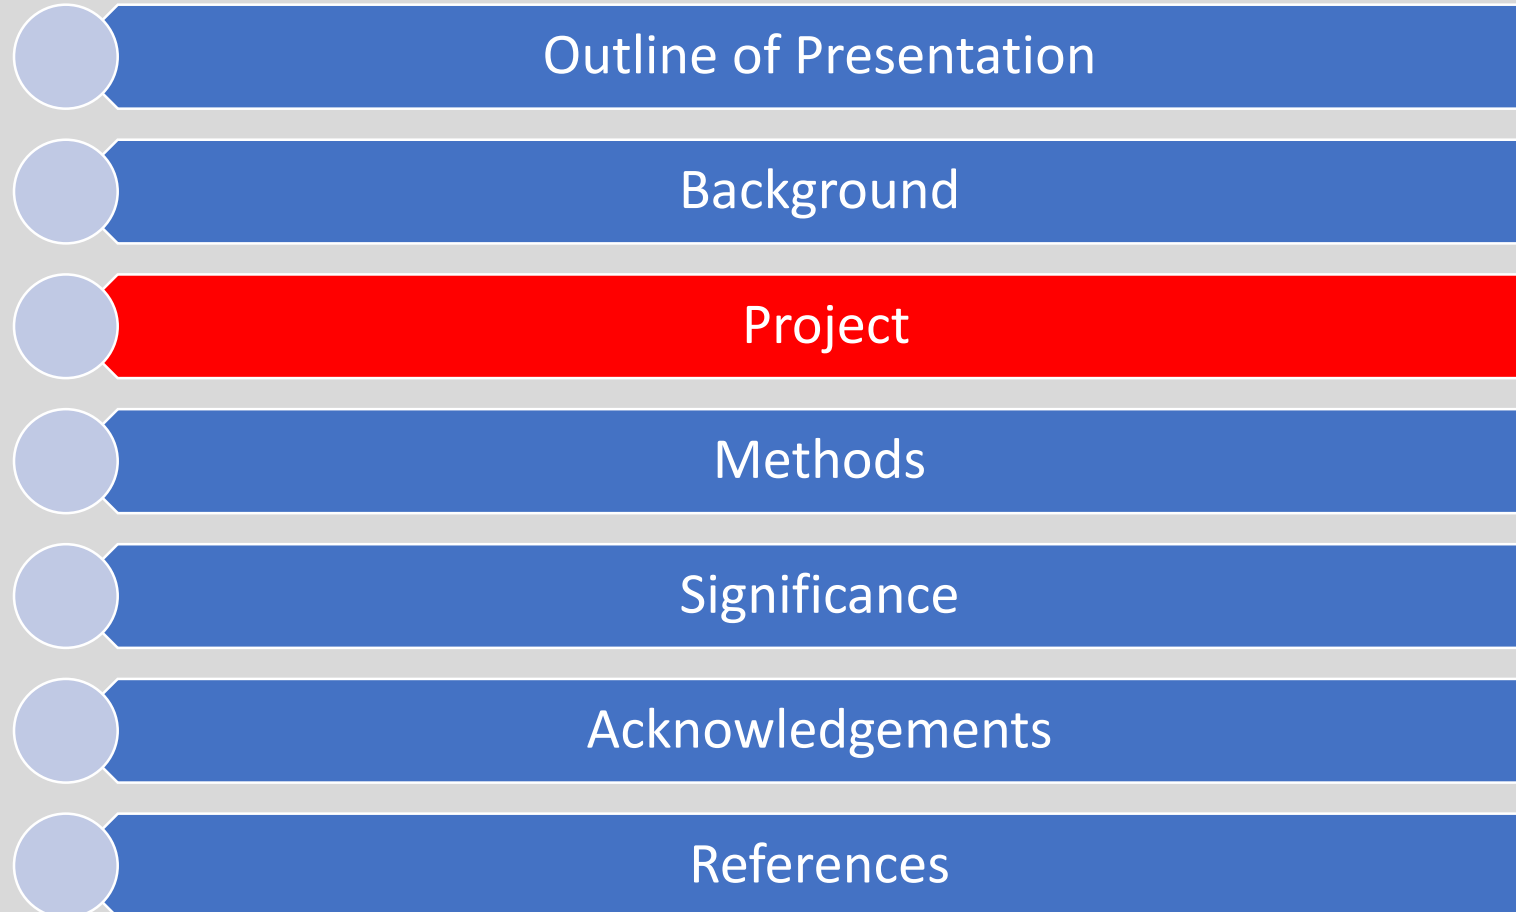 Outline of Presentation
Background
Project
Methods
Significance
Acknowledgements
References